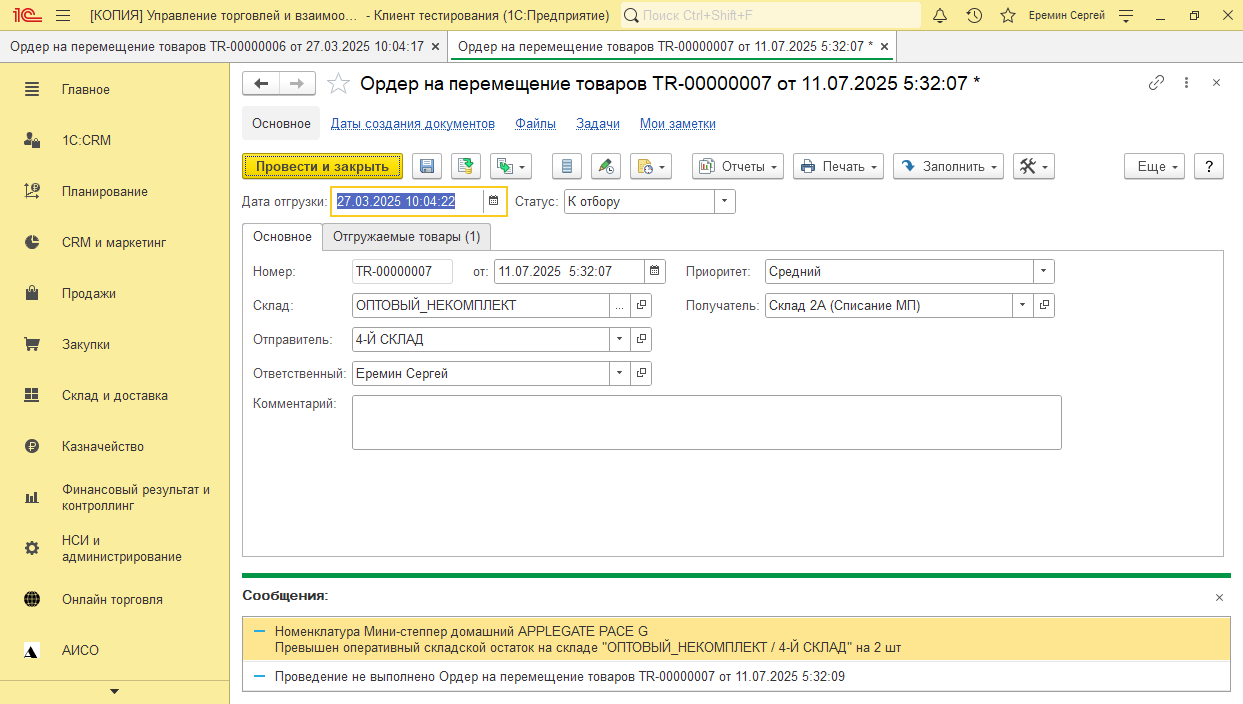 [КОПИЯ] Управление торговлей и взаимоо... - Клиент тестирования (1С:Предприятие)
Поиск Ctrl+Shift+F
Еремин Сергей
Ордер на перемещение товаров TR-00000006 от 27.03.2025 10:04:17
Ордер на перемещение товаров TR-00000007 от 11.07.2025 5:32:07 *
Главное
1С:CRM
Планирование
CRM и маркетинг
Продажи
Закупки
Склад и доставка
Казначейство
Финансовый результат и
контроллинг
НСИ и
администрирование
Онлайн торговля
АИСО
Ордер на перемещение товаров TR-00000007 от 11.07.2025 5:32:07 *
Основное Даты создания документов Файлы Задачи Мои заметки
Провести и закрыть Отчеты Печать Заполнить Еще ?
Дата отгрузки: 27.03.2025 10:04:22 Статус: К отбору
Основное Отгружаемые товары (1)
Номер: TR-00000007 от: 11.07.2025 5:32:07 Приоритет: Средний
Склад: ОПТОВЫЙ_НЕКОМПЛЕКТ ... Получатель: Склад 2А (Списание МП)
Отправитель: 4-Й СКЛАД
Ответственный: Еремин Сергей
Комментарий:
Сообщения:
Номенклатура Мини-степпер домашний APPLEGATE PACE G
Превышен оперативный складской остаток на складе "ОПТОВЫЙ_НЕКОМПЛЕКТ / 4-Й СКЛАД" на 2 шт
Проведение не выполнено Ордер на перемещение товаров TR-00000007 от 11.07.2025 5:32:09